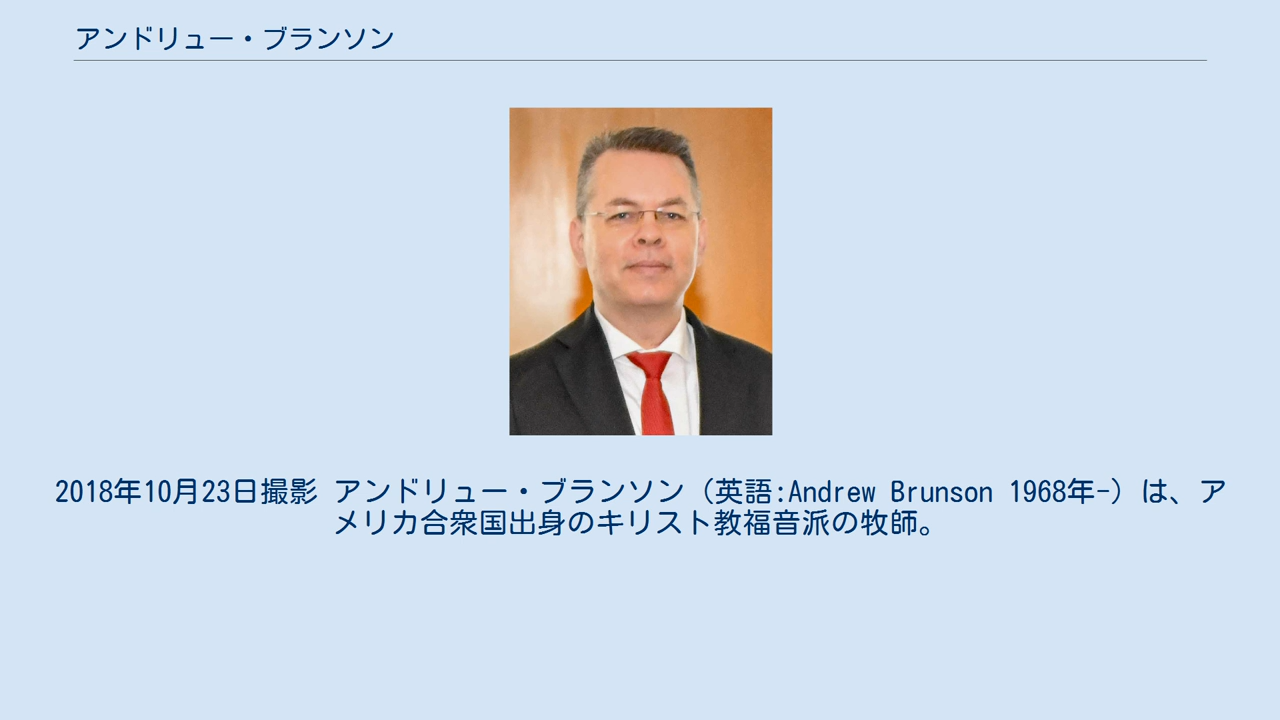 アンドリュー・ブランソン
2018年10月23日撮影 アンドリュー・ブランソン（英語:Andrew Brunson 1968年-）は、ア
メリカ合衆国出身のキリスト教福音派の牧師。